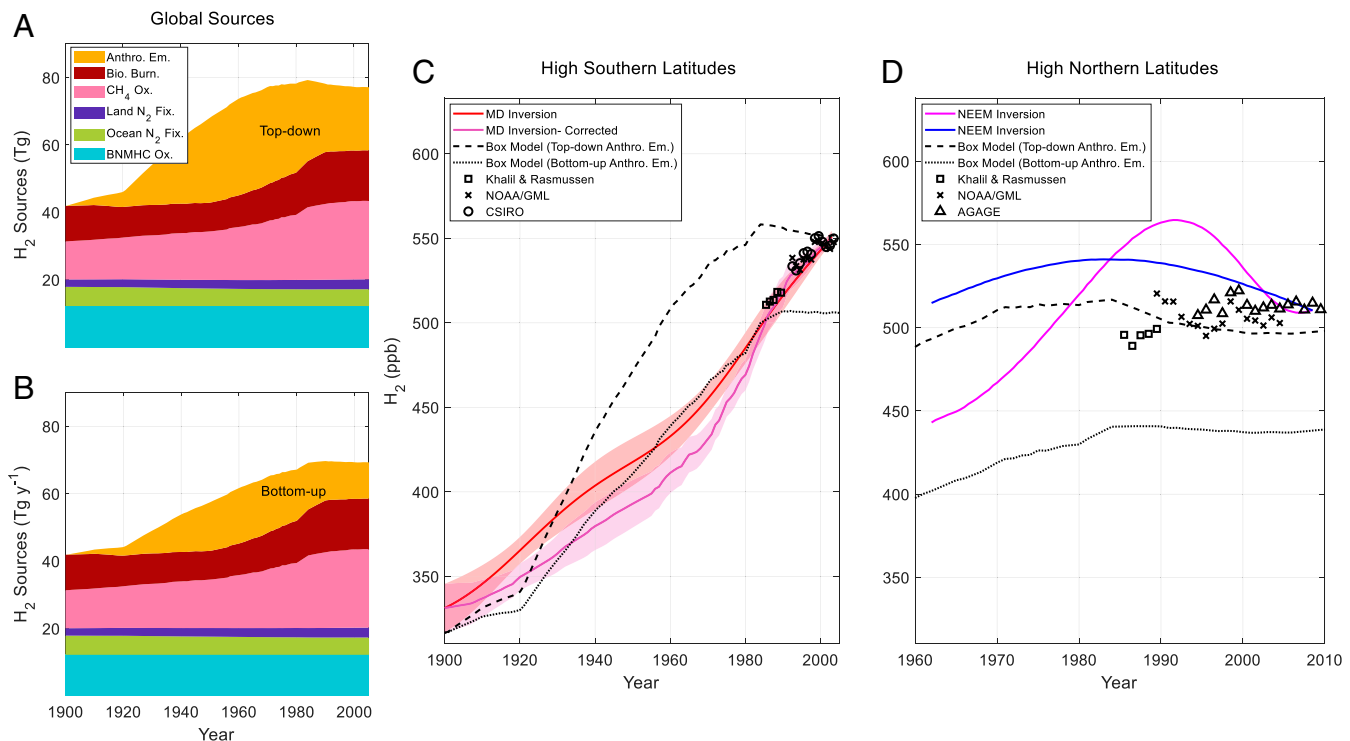 A
Global Sources
H2 Sources (Tg)
80
60
40
20
Anthro. Em.
Bio. Burn.
CH4 Ox.
Land N2 Fix.
Ocean N2 Fix.
BNMHC Ox.
Top-down
B
H2 Sources (Tg y-1)
80
60
40
20
Bottom-up
1900 1920 1940 1960 1980 2000
Year
C
High Southern Latitudes
H2 (ppb)
600
550
500
450
400
350
MD Inversion
MD Inversion- Corrected
Box Model (Top-down Anthro. Em.)
Box Model (Bottom-up Anthro. Em.)
Khalil & Rasmussen
NOAA/GML
CSIRO
1900 1920 1940 1960 1980 2000
Year
D
High Northern Latitudes
600
550
500
450
400
350
NEEM Inversion
NEEM Inversion
Box Model (Top-down Anthro. Em.)
Box Model (Bottom-up Anthro. Em.)
Khalil & Rasmussen
NOAA/GML
AGAGE
1960 1970 1980 1990 2000 2010
Year